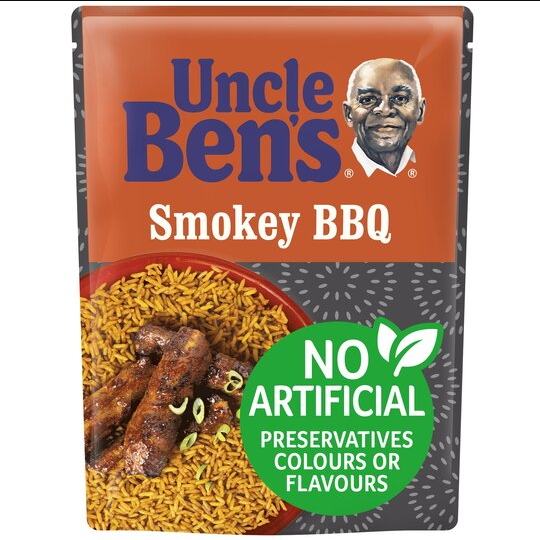 Uncle
Ben's
® ®
Smokey BBQ
NO
ARTIFICIAL
PRESERVATIVES
COLOURS OR
FLAVOURS